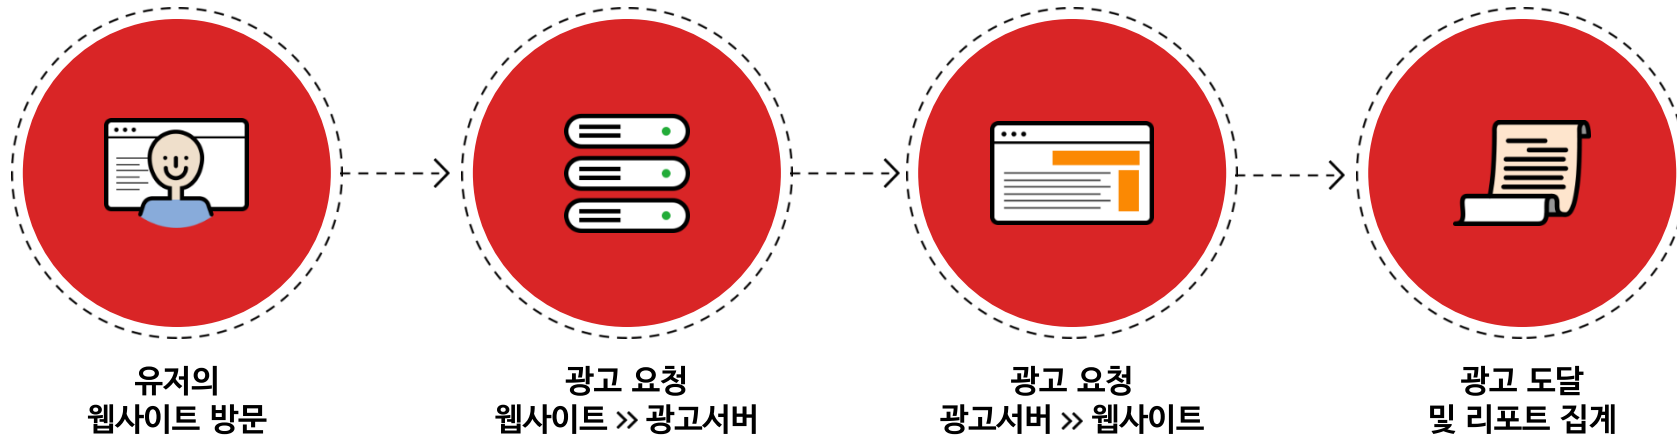 유저의
웹사이트 방문
광고 요청
웹사이트 >> 광고서버
광고 요청
광고서버 >> 웹사이트
광고 도달
및 리포트 집계